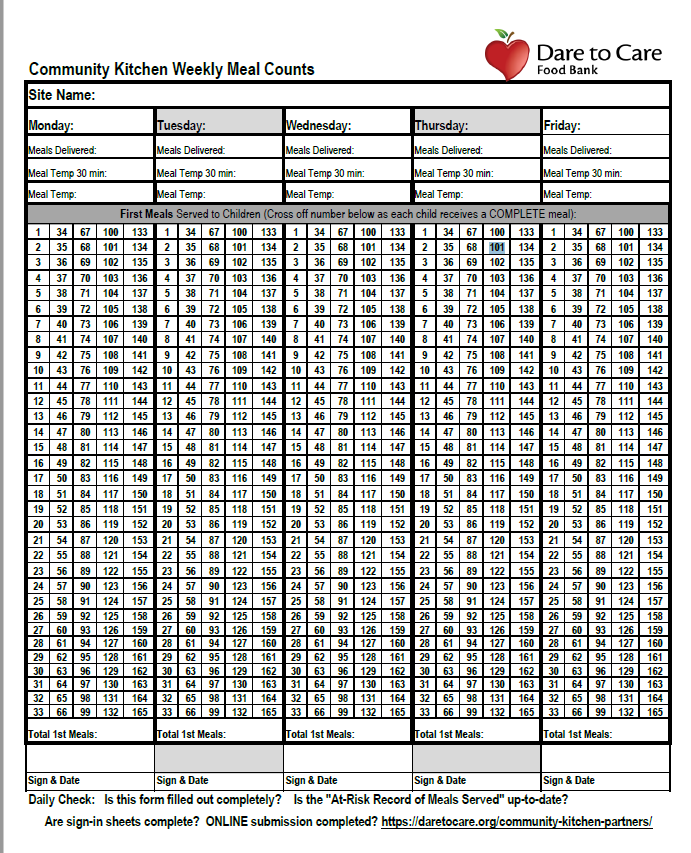 Dare to Care
Food Bank
Community Kitchen Weekly Meal Counts
Site Name:
Monday: Tuesday: Wednesday: Thursday: Friday:
Meals Delivered: Meals Delivered: Meals Delivered: Meals Delivered: Meals Delivered:
Meal Temp 30 min: Meal Temp 30 min: Meal Temp 30 min: Meal Temp 30 min: Meal Temp 30 min:
Meal Temp: Meal Temp: Meal Temp: Meal Temp: Meal Temp:
First Meals Served to Children (Cross off number below as each child receives a COMPLETE meal):
1 34 67 100 133 1 34 67 100 133 1 34 67 100 133 1 34 67 100 133 1 34 67 100 133
2 35 68 101 134 2 35 68 101 134 2 35 68 101 134 2 35 68 101 134 2 35 68 101 134
3 36 69 102 135 3 36 69 102 135 3 36 69 102 135 3 36 69 102 135 3 36 69 102 135
4 37 70 103 136 4 37 70 103 136 4 37 70 103 136 4 37 70 103 136 4 37 70 103 136
5 38 71 104 137 5 38 71 104 137 5 38 71 104 137 5 38 71 104 137 5 38 71 104 137
6 39 72 105 138 6 39 72 105 138 6 39 72 105 138 6 39 72 105 138 6 39 72 105 138
7 40 73 106 139 7 40 73 106 139 7 40 73 106 139 7 40 73 106 139 7 40 73 106 139
8 41 74 107 140 8 41 74 107 140 8 41 74 107 140 8 41 74 107 140 8 41 74 107 140
9 42 75 108 141 9 42 75 108 141 9 42 75 108 141 9 42 75 108 141 9 42 75 108 141
10 43 76 109 142 10 43 76 109 142 10 43 76 109 142 10 43 76 109 142 10 43 76 109 142
11 44 77 110 143 11 44 77 110 143 11 44 77 110 143 11 44 77 110 143 11 44 77 110 143
12 45 78 111 144 12 45 78 111 144 12 45 78 111 144 12 45 78 111 144 12 45 78 111 144
13 46 79 112 145 13 46 79 112 145 13 46 79 112 145 13 46 79 112 145 13 46 79 112 145
14 47 80 113 146 14 47 80 113 146 14 47 80 113 146 14 47 80 113 146 14 47 80 113 146
15 48 81 114 147 15 48 81 114 147 15 48 81 114 147 15 48 81 114 147 15 48 81 114 147
16 49 82 115 148 16 49 82 115 148 16 49 82 115 148 16 49 82 115 148 16 49 82 115 148
17 50 83 116 149 17 50 83 116 149 17 50 83 116 149 17 50 83 116 149 17 50 83 116 149
18 51 84 117 150 18 51 84 117 150 18 51 84 117 150 18 51 84 117 150 18 51 84 117 150
19 52 85 118 151 19 52 85 118 151 19 52 85 118 151 19 52 85 118 151 19 52 85 118 151
20 53 86 119 152 20 53 86 119 152 20 53 86 119 152 20 53 86 119 152 20 53 86 119 152
21 54 87 120 153 21 54 87 120 153 21 54 87 120 153 21 54 87 120 153 21 54 87 120 153
22 55 88 121 154 22 55 88 121 154 22 55 88 121 154 22 55 88 121 154 22 55 88 121 154
23 56 89 122 155 23 56 89 122 155 23 56 89 122 155 23 56 89 122 155 23 56 89 122 155
24 57 90 123 156 24 57 90 123 156 24 57 90 123 156 24 57 90 123 156 24 57 90 123 156
25 58 91 124 157 25 58 91 124 157 25 58 91 124 157 25 58 91 124 157 25 58 91 124 157
26 59 92 125 158 26 59 92 125 158 26 59 92 125 158 26 59 92 125 158 26 59 92 125 158
27 60 93 126 159 27 60 93 126 159 27 60 93 126 159 27 60 93 126 159 27 60 93 126 159
28 61 94 127 160 28 61 94 127 160 28 61 94 127 160 28 61 94 127 160 28 61 94 127 160
29 62 95 128 161 29 62 95 128 161 29 62 95 128 161 29 62 95 128 161 29 62 95 128 161
30 63 96 129 162 30 63 96 129 162 30 63 96 129 162 30 63 96 129 162 30 63 96 129 162
31 64 97 130 163 31 64 97 130 163 31 64 97 130 163 31 64 97 130 163 31 64 97 130 163
32 65 98 131 164 32 65 98 131 164 32 65 98 131 164 32 65 98 131 164 32 65 98 131 164
33 66 99 132 165 33 66 99 132 165 33 66 99 132 165 33 66 99 132 165 33 66 99 132 165
Total 1st Meals: Total 1st Meals: Total 1st Meals: Total 1st Meals: Total 1st Meals:
Sign & Date Sign & Date Sign & Date Sign & Date Sign & Date
Daily Check: Is this form filled out completely? Is the "At-Risk Record of Meals Served" up-to-date?
Are sign-in sheets complete? ONLINE submission completed? https://daretocare.org/community-kitchen-partners/